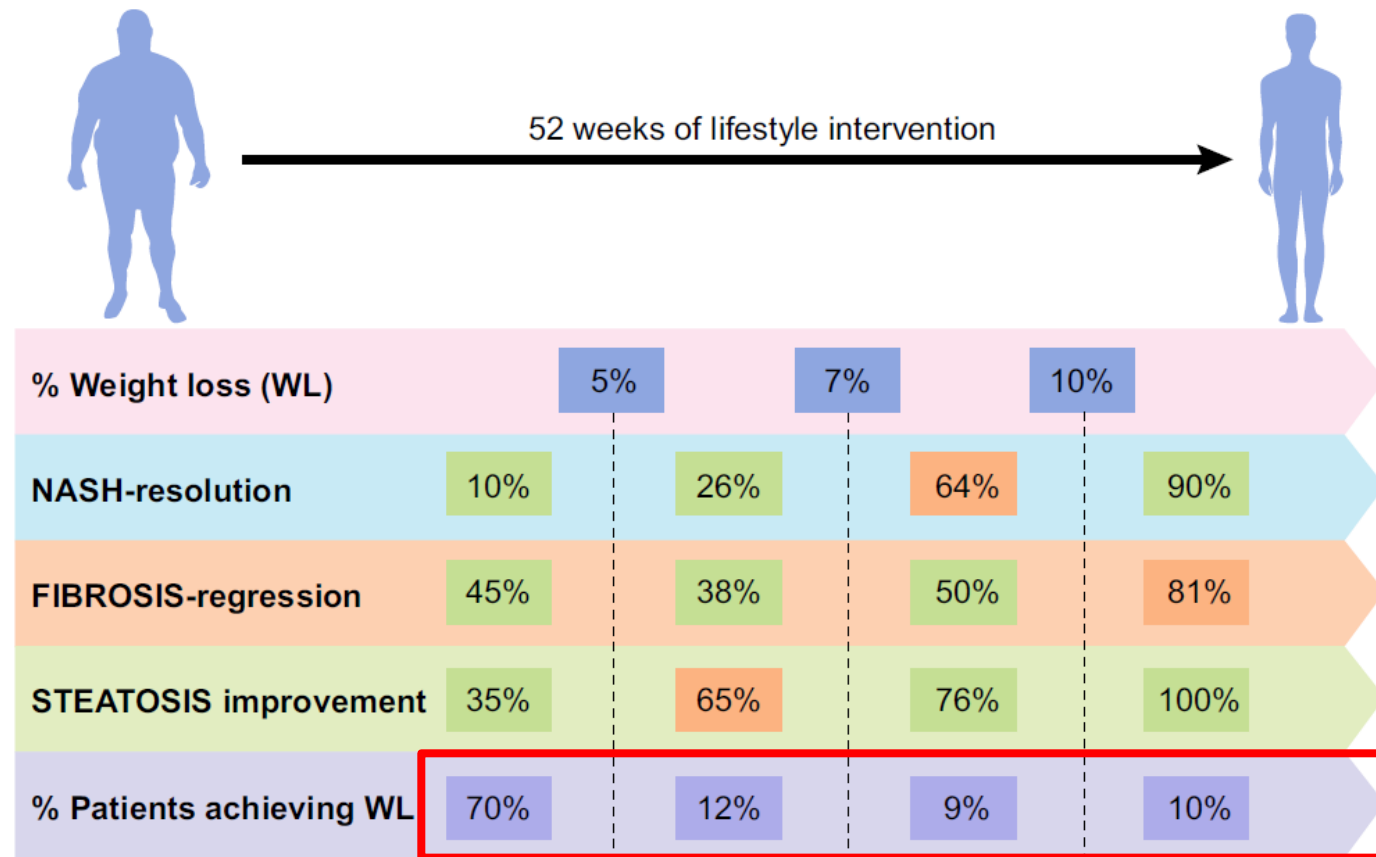 52 weeks of lifestyle intervention
% Weight loss (WL) 5% 7% 10%
NASH-resolution 10% 26% 64% 90%
FIBROSIS-regression 45% 38% 50% 81%
STEATOSIS improvement 35% 65% 76% 100%
% Patients achieving WL 70% 12% 9% 10%